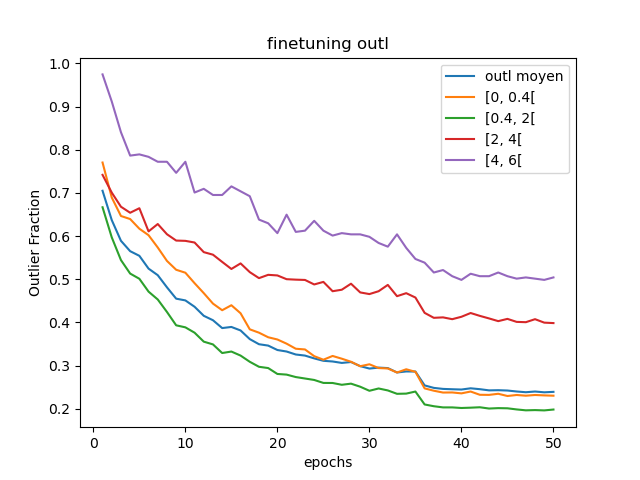 finetuning outl
Outlier Fraction
1.0
0.9
0.8
0.7
0.6
0.5
0.4
0.3
0.2
outl moyen
[0, 0.4[
[0.4, 2[
[2, 4[
[4, 6[
0 10 20 30 40 50
epochs